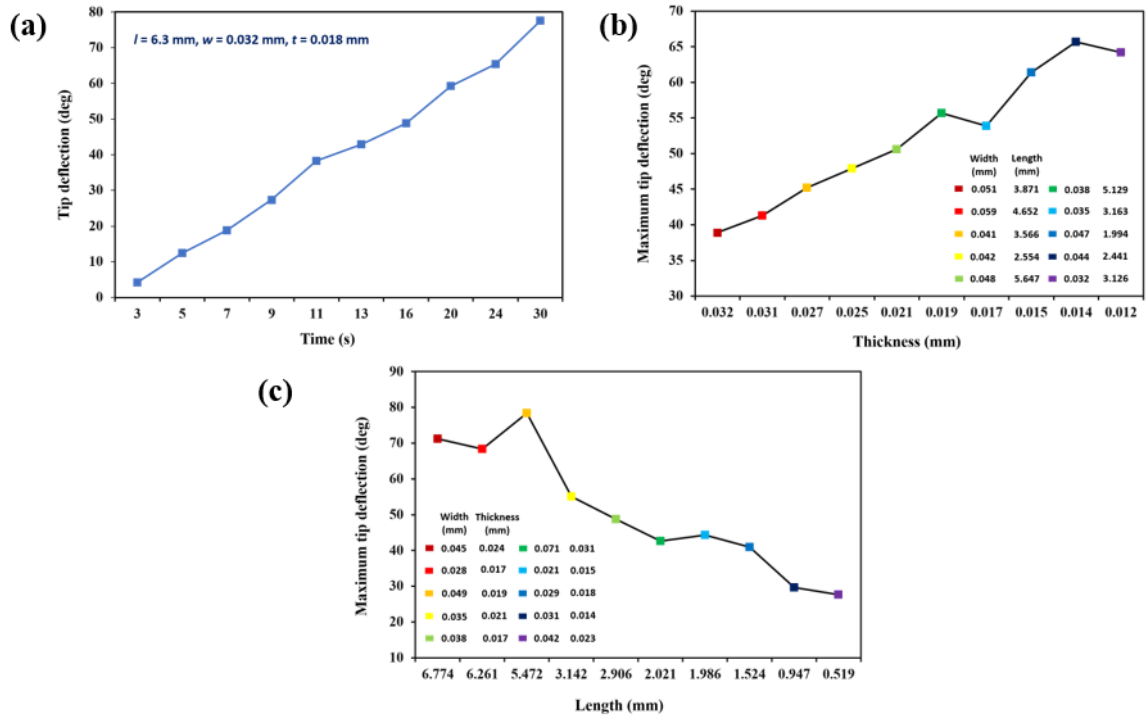 (a)
80
70
60
50
40
30
20
10
0
l = 6.3 mm, w = 0.032 mm, t = 0.018 mm
Tip deflection (deg)
3 5 7 9 11 13 16 20 24 30
Time (s)
(b)
70
65
60
55
50
45
40
35
30
Maximum tip deflection (deg)
Width Length
(mm) (mm)
0.051 3.871 0.038 5.129
0.059 4.652 0.035 3.163
0.041 3.566 0.047 1.994
0.042 2.554 0.044 2.441
0.048 5.647 0.032 3.126
0.032 0.031 0.027 0.025 0.021 0.019 0.017 0.015 0.014 0.012
Thickness (mm)
(c)
90
80
70
60
50
40
30
20
10
Maximum tip deflection (deg)
Width Thickness
(mm) (mm)
0.045 0.024 0.071 0.031
0.028 0.017 0.021 0.015
0.049 0.019 0.029 0.018
0.035 0.021 0.031 0.014
0.038 0.017 0.042 0.023
6.774 6.261 5.472 3.142 2.906 2.021 1.986 1.524 0.947 0.519
Length (mm)